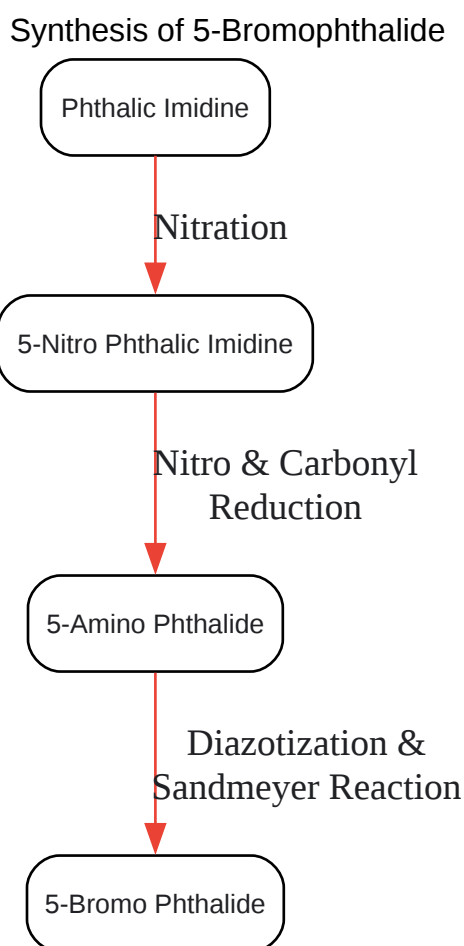 Synthesis of 5-Bromophthalide
Phthalic Imidine
Nitration
5-Nitro Phthalic Imidine
Nitro & Carbonyl
Reduction
5-Amino Phthalide
Diazotization &
Sandmeyer Reaction
5-Bromo Phthalide